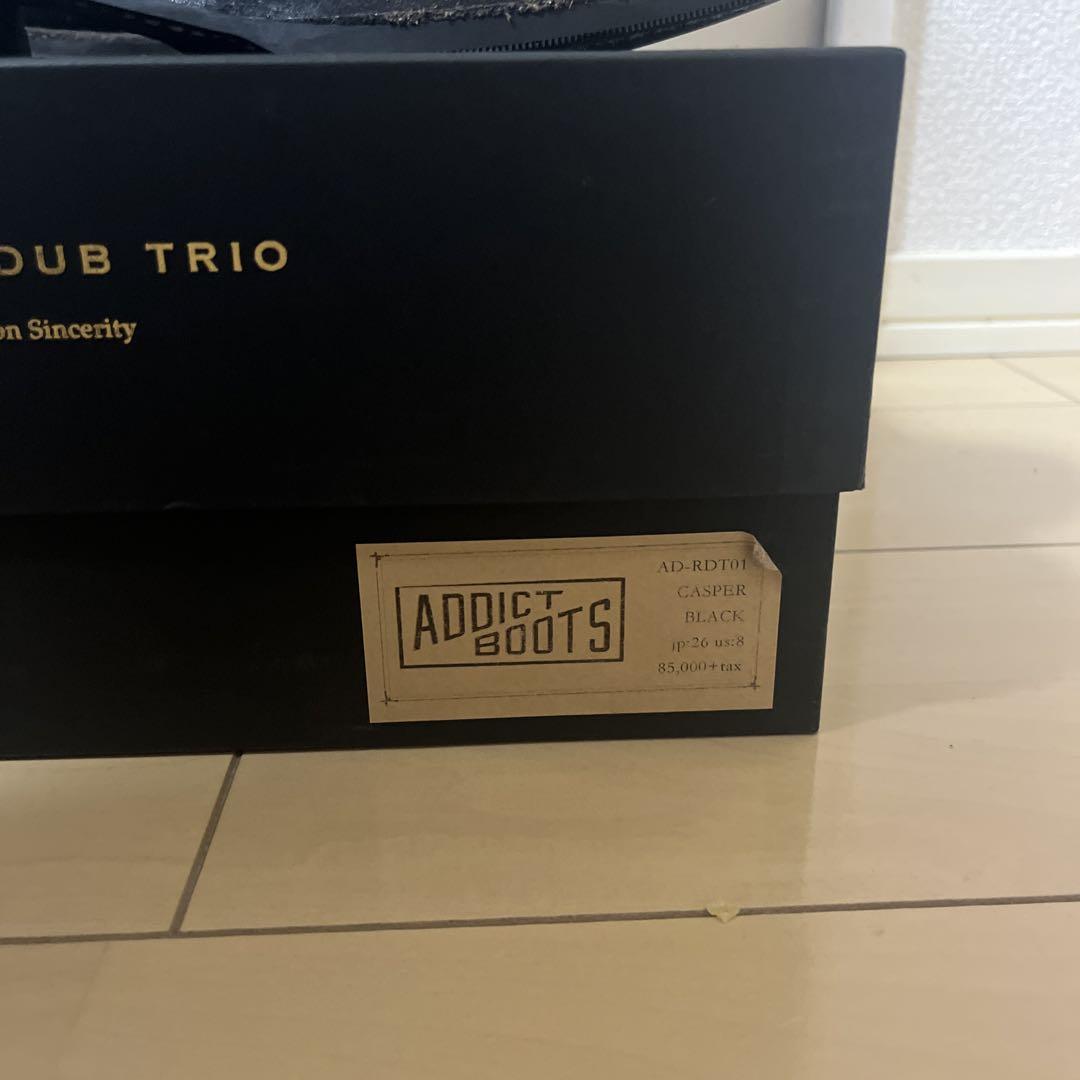 DUB TRIO
on Sincerity
ADDICT
BOOTS
AD-RDT01
CASPER
BLACK
jp:26 us:8
85,000+tax